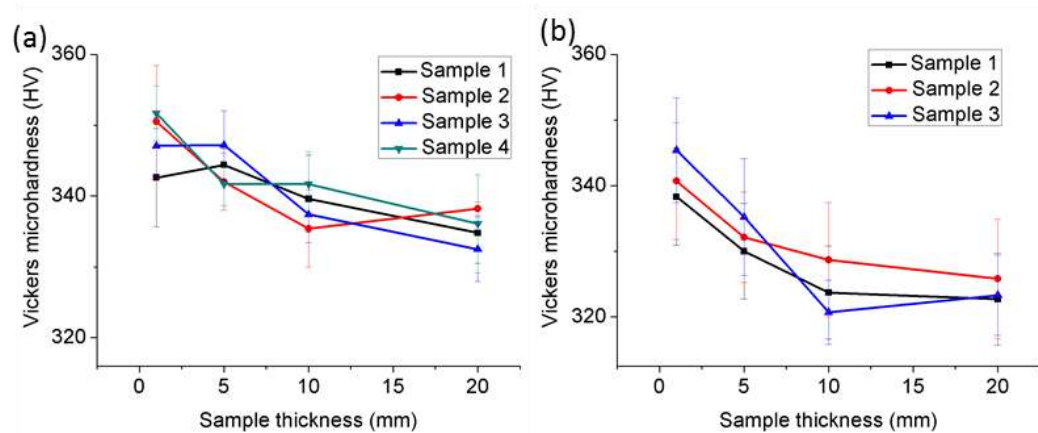 (a)
360
340
320
Vickers microhardness (HV)
Sample 1
Sample 2
Sample 3
Sample 4
0 5 10 15 20
Sample thickness (mm)
(b)
360
340
320
Vickers microhardness (HV)
Sample 1
Sample 2
Sample 3
0 5 10 15 20
Sample thickness (mm)